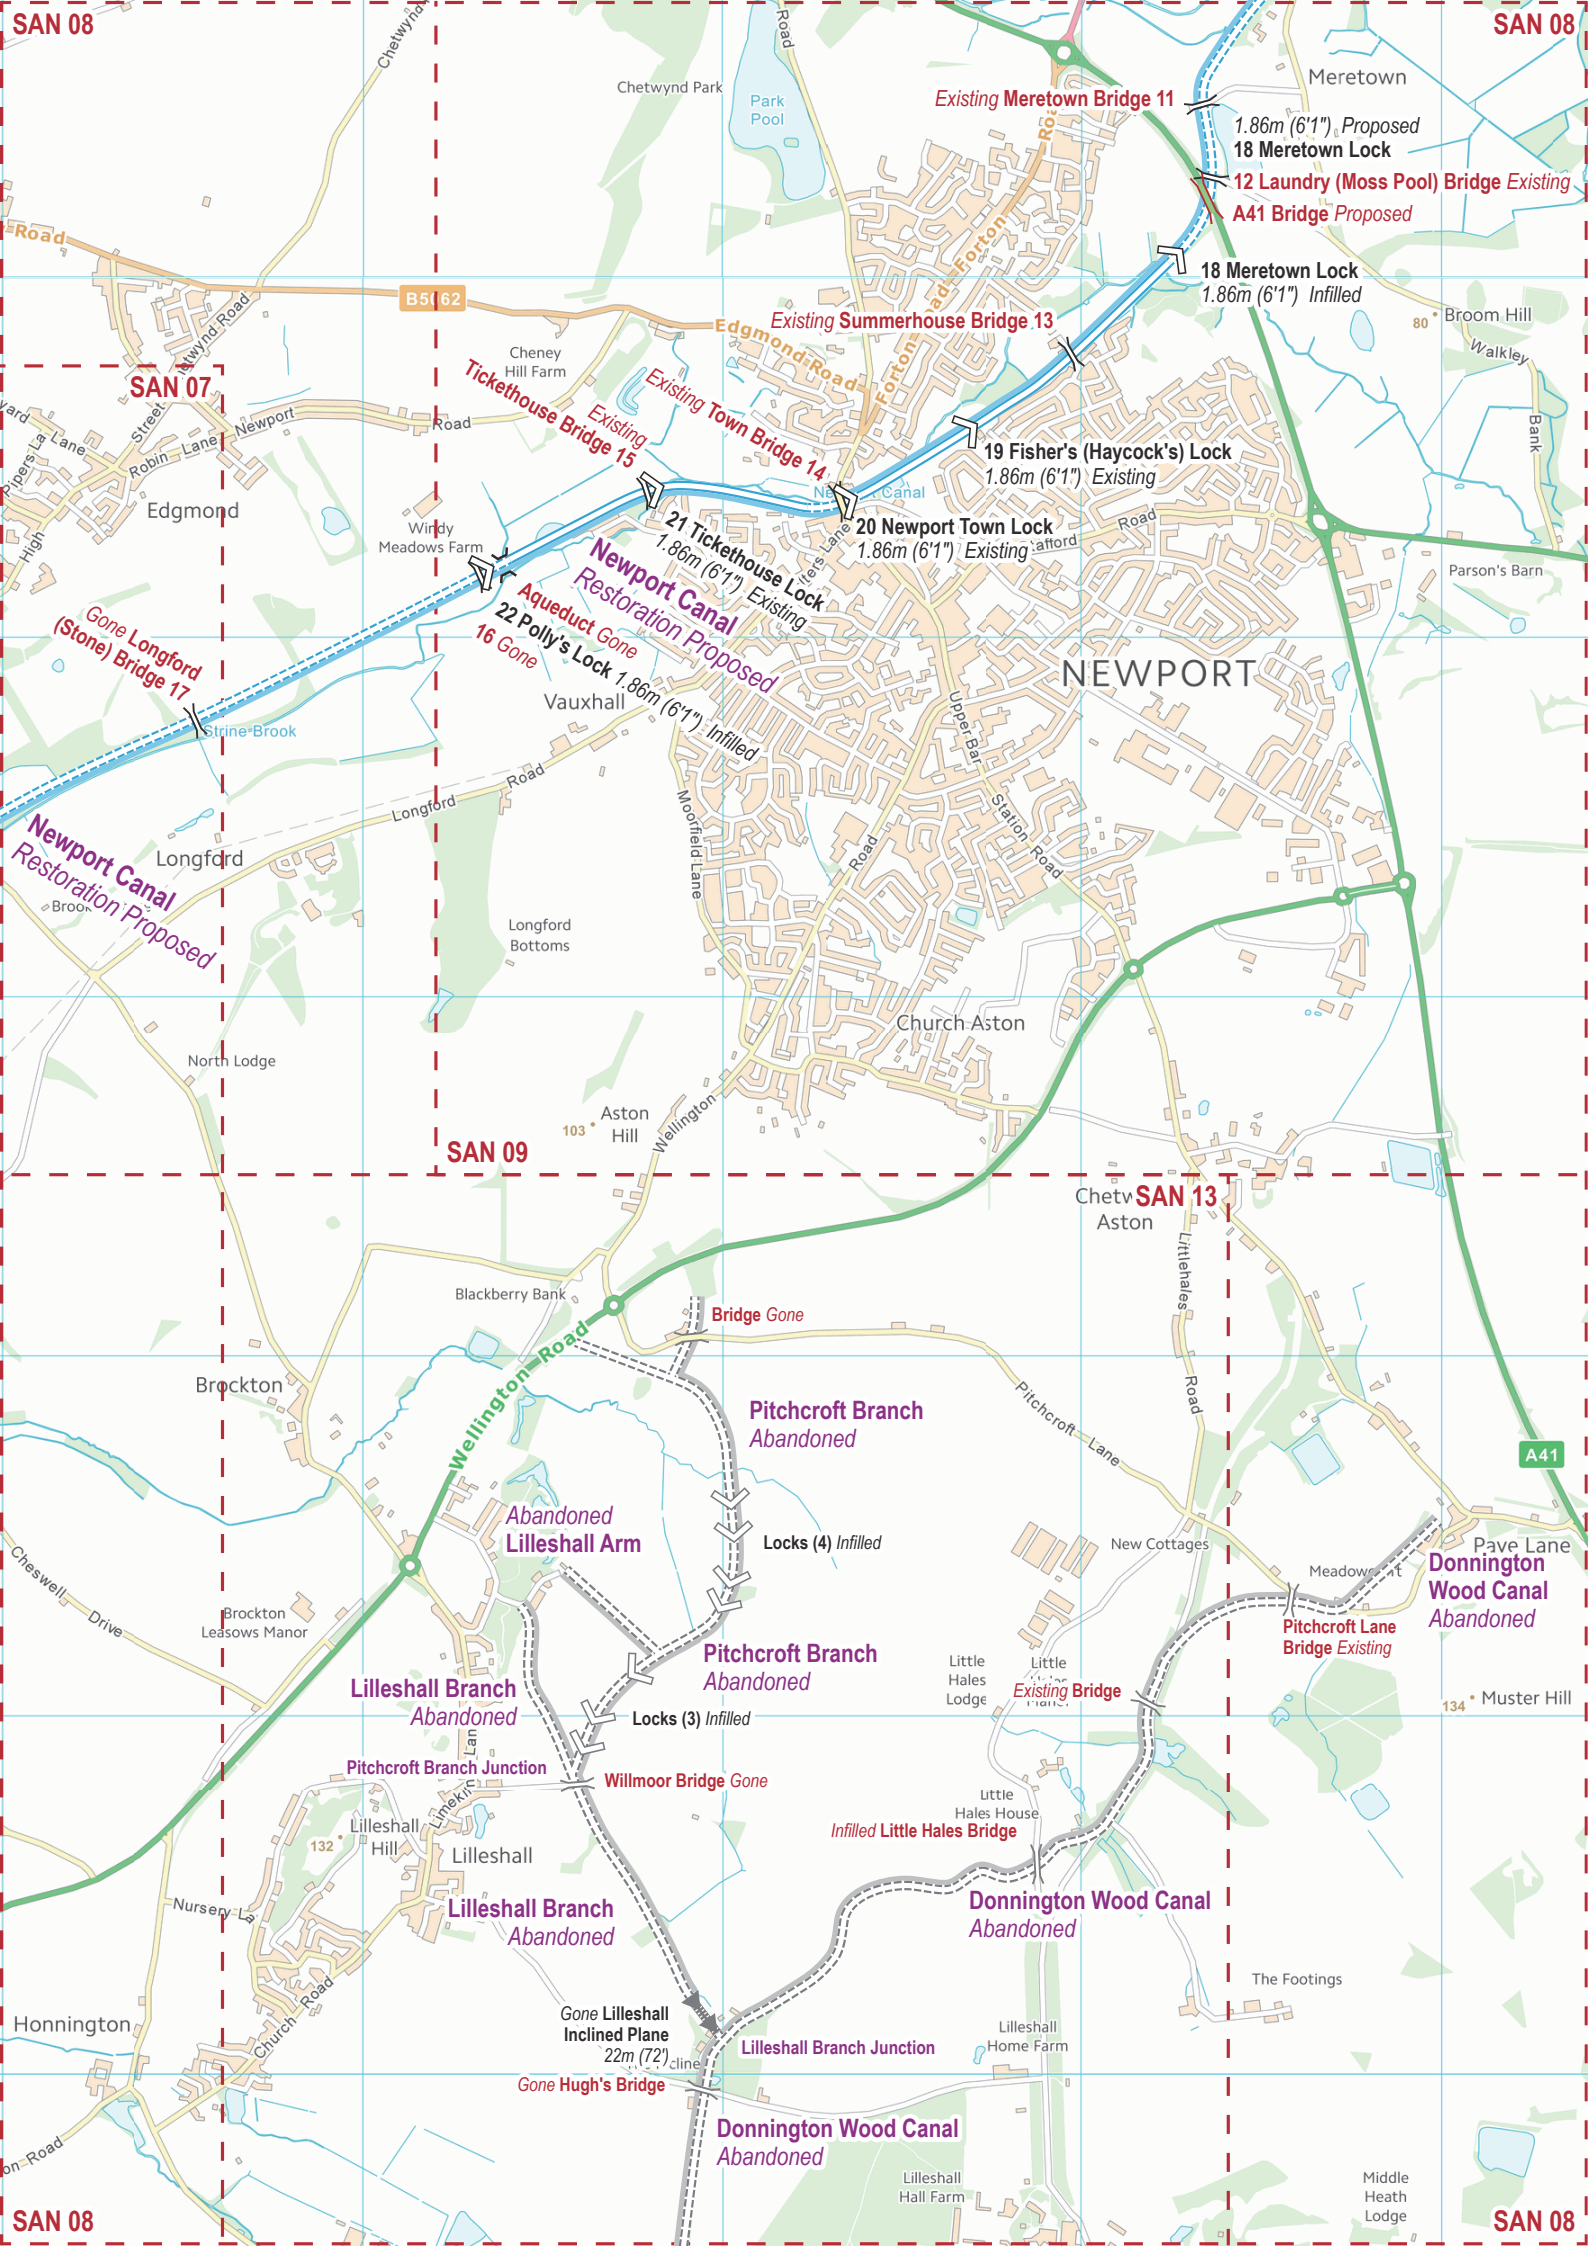 SAN 08
SAN 08
Chetwynd
Road
Chetwynd Park
Park
Pool
Meretown
Existing Meretown Bridge 11
Road
1.86m (6'1") Proposed
18 Meretown Lock
12 Laundry (Moss Pool) Bridge Existing
A41 Bridge Proposed
Road
Forton
Road
Forton
18 Meretown Lock
1.86m (6'1") Infilled
B5062
Edgmond Road
Existing Summerhouse Bridge 13
80
Broom Hill
Walkley
Bank
Cheney
Hill Farm
Tickethouse Bridge 15
Existing
Existing Town Bridge 14
SAN 07
Street
Lane
Pipers La
Robin Lane
Newport
Road
High
Edgmond
Windy
Meadows Farm
19 Fisher's (Haycock's) Lock
1.86m (6'1") Existing
Canal
20 Newport Town Lock
1.86m (6'1") Existing
Road
21 Tickethouse Lock
1.86m (6'1") Existing
Newport Canal
Restoration Proposed
Parson's Barn
Aqueduct Gone
22 Polly's Lock 1.86m (6'1") Infilled
16 Gone
Gone Longford
(Stone) Bridge 17
Strine Brook
Vauxhall
NEWPORT
Upper Bar
Longford
Road
Moorfield Lane
Station Road
Road
Newport Canal
Restoration Proposed
Longford
Longford
Bottoms
Church Aston
North Lodge
Aston
Hill
103
Wellington
SAN 09
SAN 13
Aston
Littlehales
Road
Blackberry Bank
Bridge Gone
Wellington Road
Brockton
Pitchcroft Lane
Pitchcroft Branch
Abandoned
A41
Abandoned
Lilleshall Arm
Locks (4) Infilled
New Cottages
Pave Lane
Donnington
Wood Canal
Abandoned
Cheswell
Drive
Brockton
Leasows Manor
Pitchcroft Lane
Bridge Existing
Pitchcroft Branch
Abandoned
Little
Hales
Lodge
Little
Existing Bridge
134
Muster Hill
Lilleshall Branch
Abandoned
Locks (3) Infilled
Pitchcroft Branch Junction
Willmoor Bridge Gone
Limekiln Lane
Little
Hales House
Infilled Little Hales Bridge
132
Lilleshall
Hill
Lilleshall
Nursery La
Lilleshall Branch
Abandoned
Donnington Wood Canal
Abandoned
The Footings
Honnington
Church Road
Gone Lilleshall
Inclined Plane
22m (72')
Lilleshall Branch Junction
Lilleshall
Home Farm
Gone Hugh's Bridge
Donnington Wood Canal
Abandoned
Road
Lilleshall
Hall Farm
Middle
Heath
Lodge
SAN 08
SAN 08